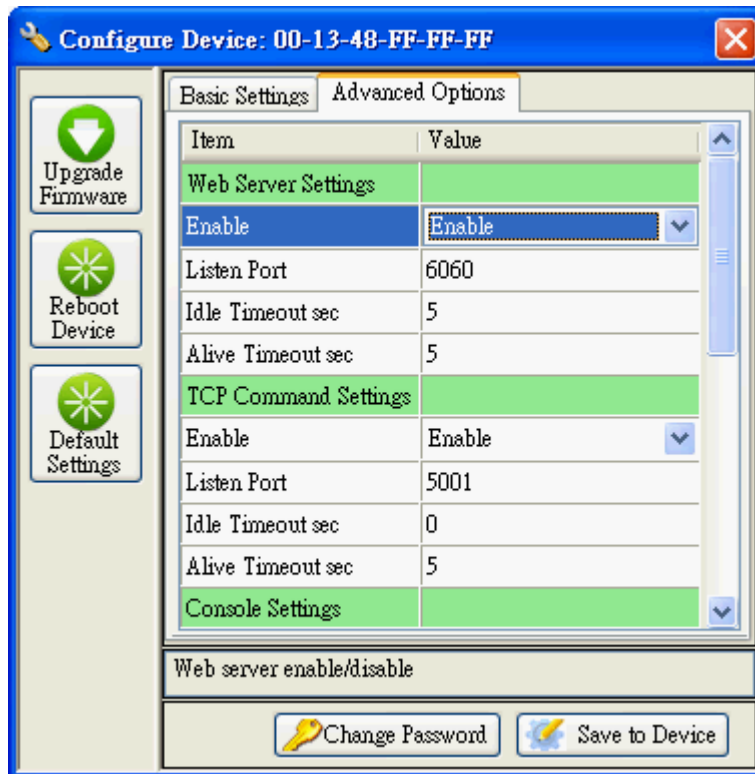 Configure Device: 00-13-48-FF-FF-FF
Upgrade
Firmware
Reboot
Device
Default
Settings
Basic Settings Advanced Options
Item Value
Web Server Settings
Enable Enable
Listen Port 6060
Idle Timeout sec 5
Alive Timeout sec 5
TCP Command Settings
Enable Enable
Listen Port 5001
Idle Timeout sec 0
Alive Timeout sec 5
Console Settings
Web server enable/disable
Change Password Save to Device